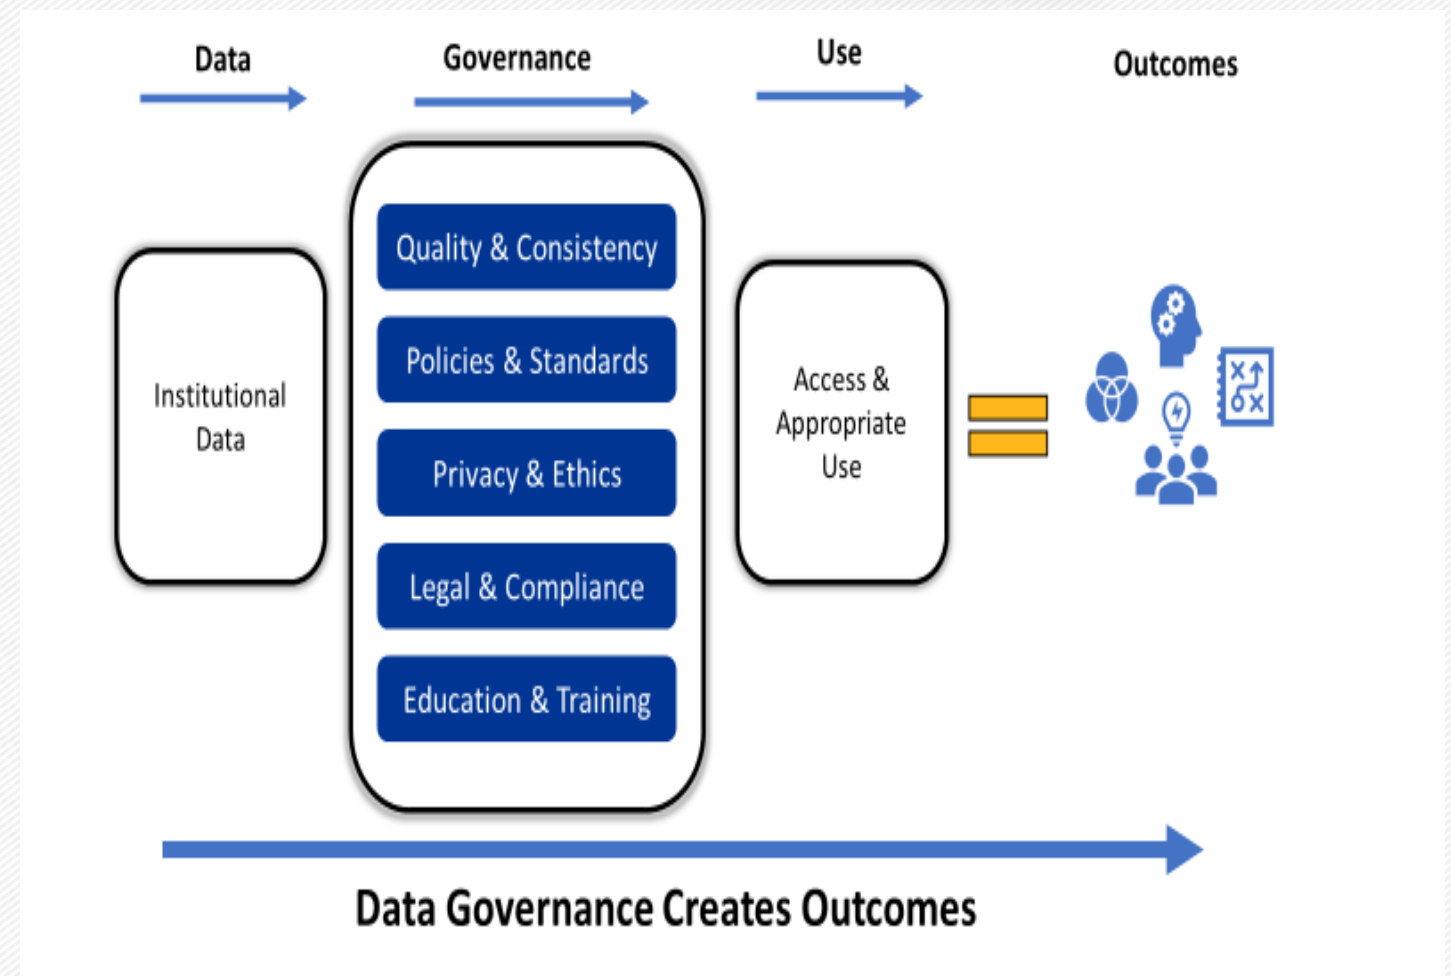 Data
Governance
Use
Outcomes
Institutional
Data
Quality & Consistency
Policies & Standards
Privacy & Ethics
Legal & Compliance
Education & Training
Access &
Appropriate
Use
Data Governance Creates Outcomes